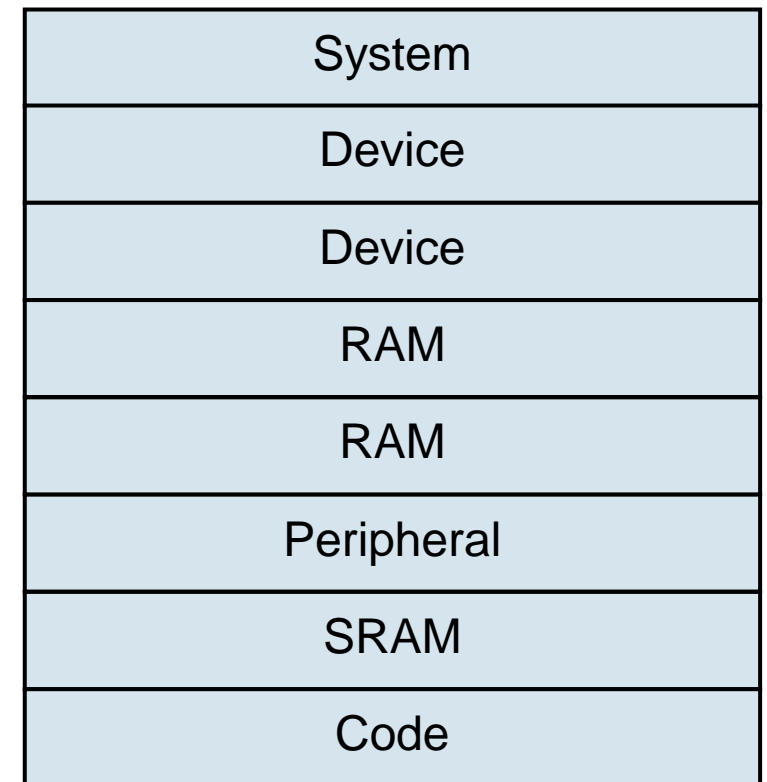 System
Device
Device
RAM
RAM
Peripheral
SRAM
Code